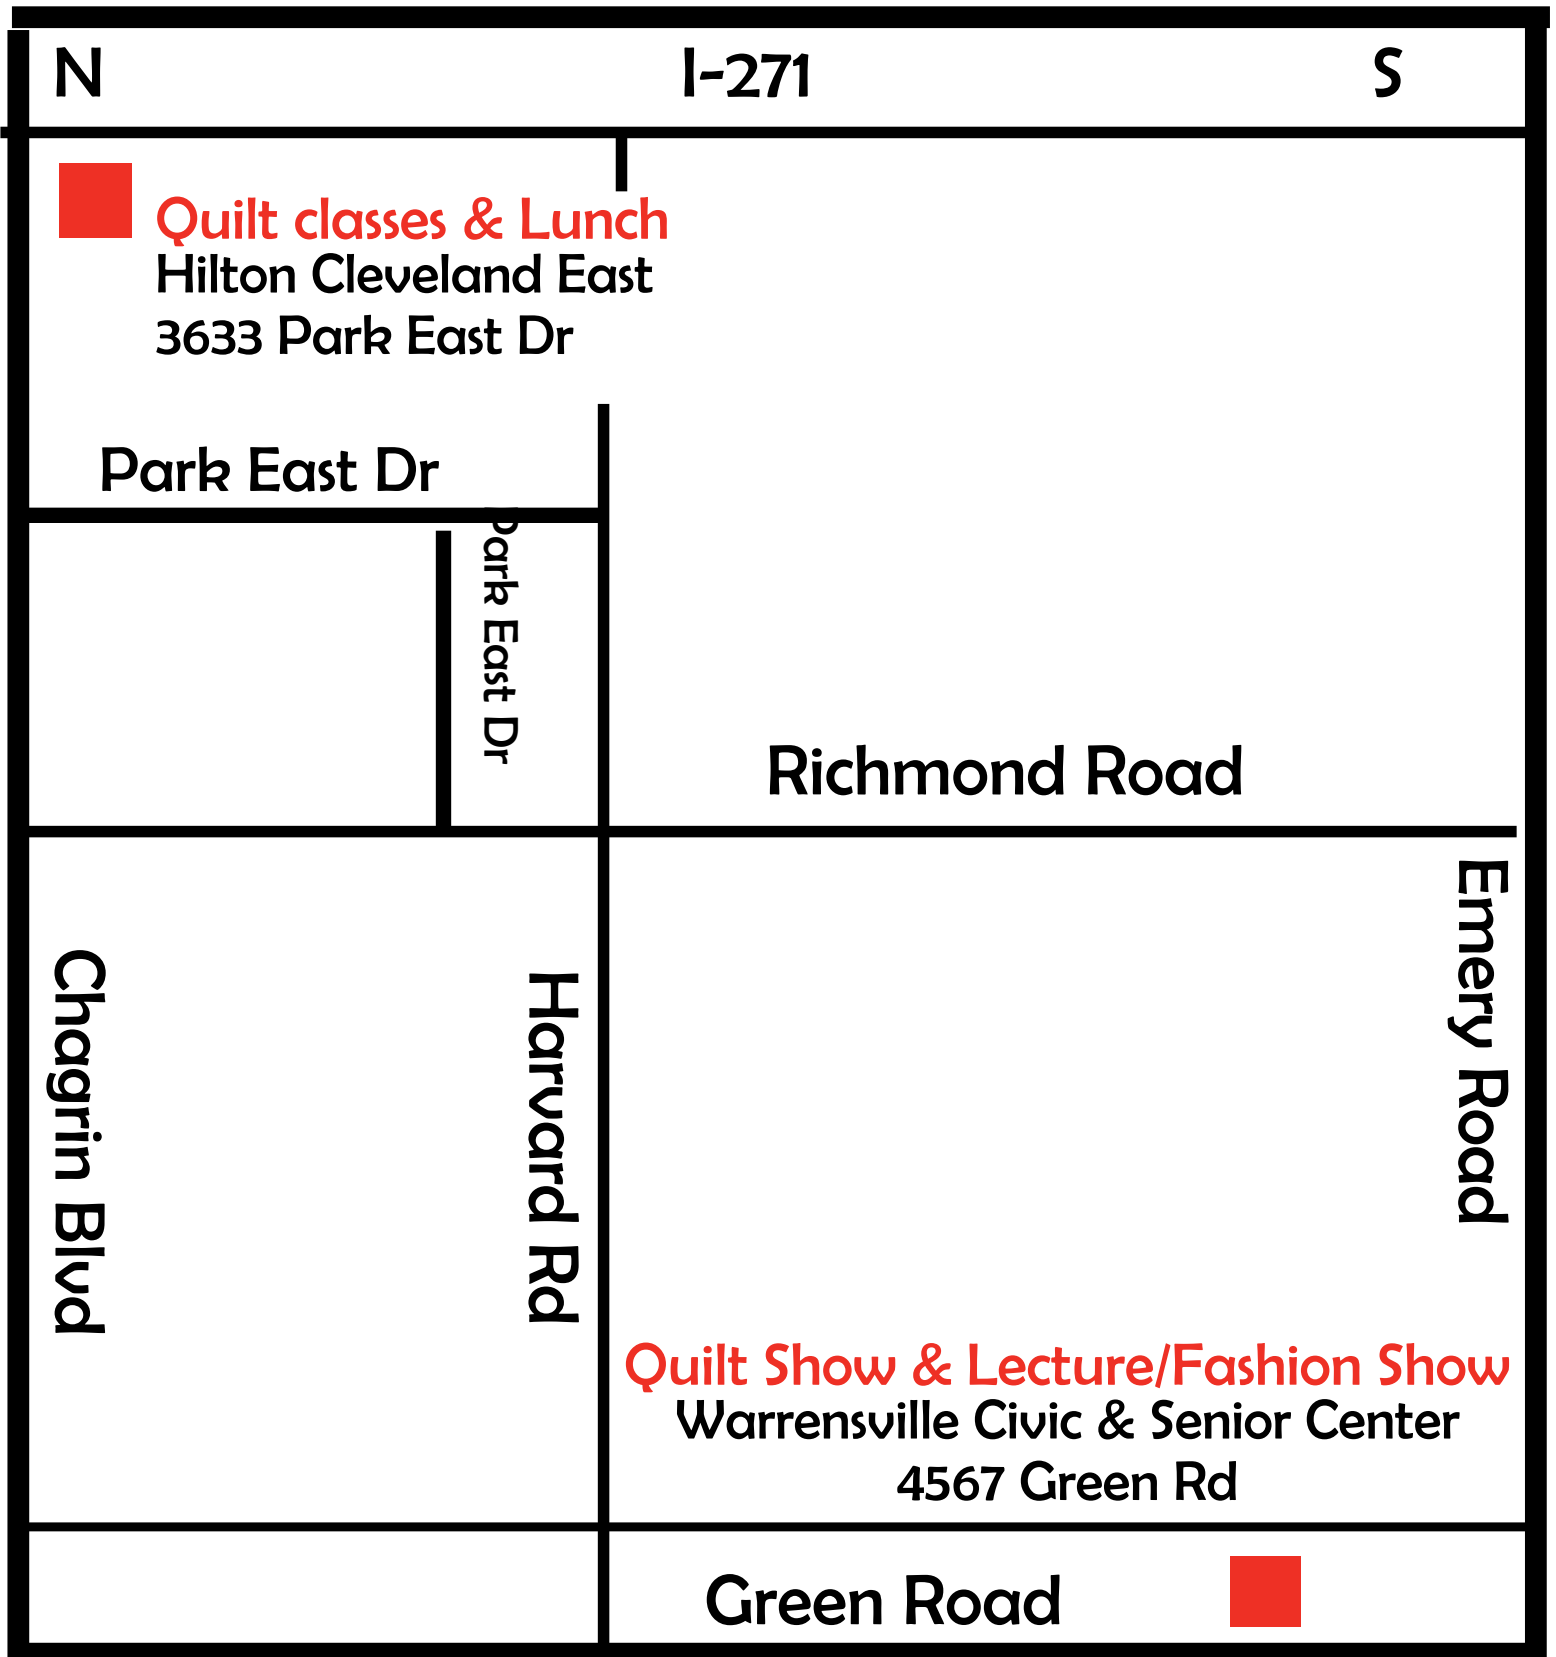 N
I-271
S
Quilt classes & Lunch
Hilton Cleveland East
3633 Park East Dr
Park East Dr
Park East Dr
Richmond Road
Emery Road
Chagrin Blvd
Harvard Rd
Quilt Show & Lecture/Fashion Show
Warrensville Civic & Senior Center
4567 Green Rd
Green Road